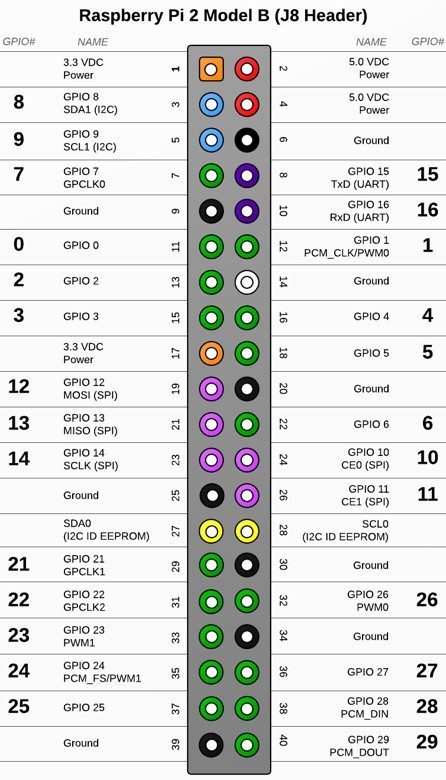 Raspberry Pi 2 Model B (J8 Header)
GPIO# NAME NAME GPIO#
3.3 VDC
Power
1
2
5.0 VDC
Power
8
GPIO 8
SDA1 (I2C)
3
4
5.0 VDC
Power
9
GPIO 9
SCL1 (I2C)
5
6
Ground
7
GPIO 7
GPCLK0
7
8
GPIO 15
TxD (UART)
15
Ground
9
10
GPIO 16
RxD (UART)
16
0
GPIO 0
11
12
GPIO 1
PCM_CLK/PWM0
1
2
GPIO 2
13
14
Ground
3
GPIO 3
15
16
GPIO 4
4
3.3 VDC
Power
17
18
GPIO 5
5
12
GPIO 12
MOSI (SPI)
19
20
Ground
13
GPIO 13
MISO (SPI)
21
22
GPIO 6
6
14
GPIO 14
SCLK (SPI)
23
24
GPIO 10
CE0 (SPI)
10
Ground
25
26
GPIO 11
CE1 (SPI)
11
SDA0
(I2C ID EEPROM)
27
28
SCL0
(I2C ID EEPROM)
21
GPIO 21
GPCLK1
29
30
Ground
22
GPIO 22
GPCLK2
31
32
GPIO 26
PWM0
26
23
GPIO 23
PWM1
33
34
Ground
24
GPIO 24
PCM_FS/PWM1
35
36
GPIO 27
27
25
GPIO 25
37
38
GPIO 28
PCM_DIN
28
Ground
39
40
GPIO 29
PCM_DOUT
29